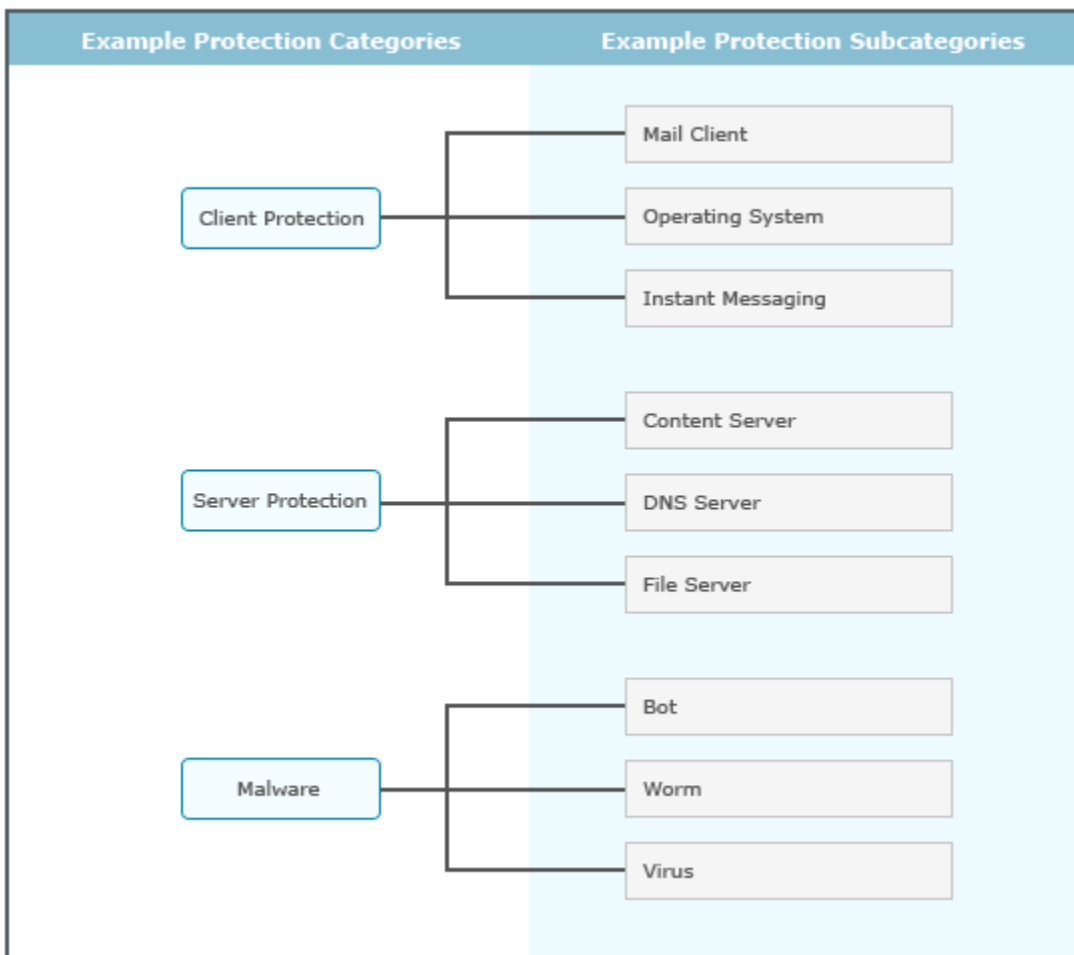 Example Protection Categories
Example Protection Subcategories
Client Protection
Mail Client
Operating System
Instant Messaging
Server Protection
Content Server
DNS Server
File Server
Malware
Bot
Worm
Virus